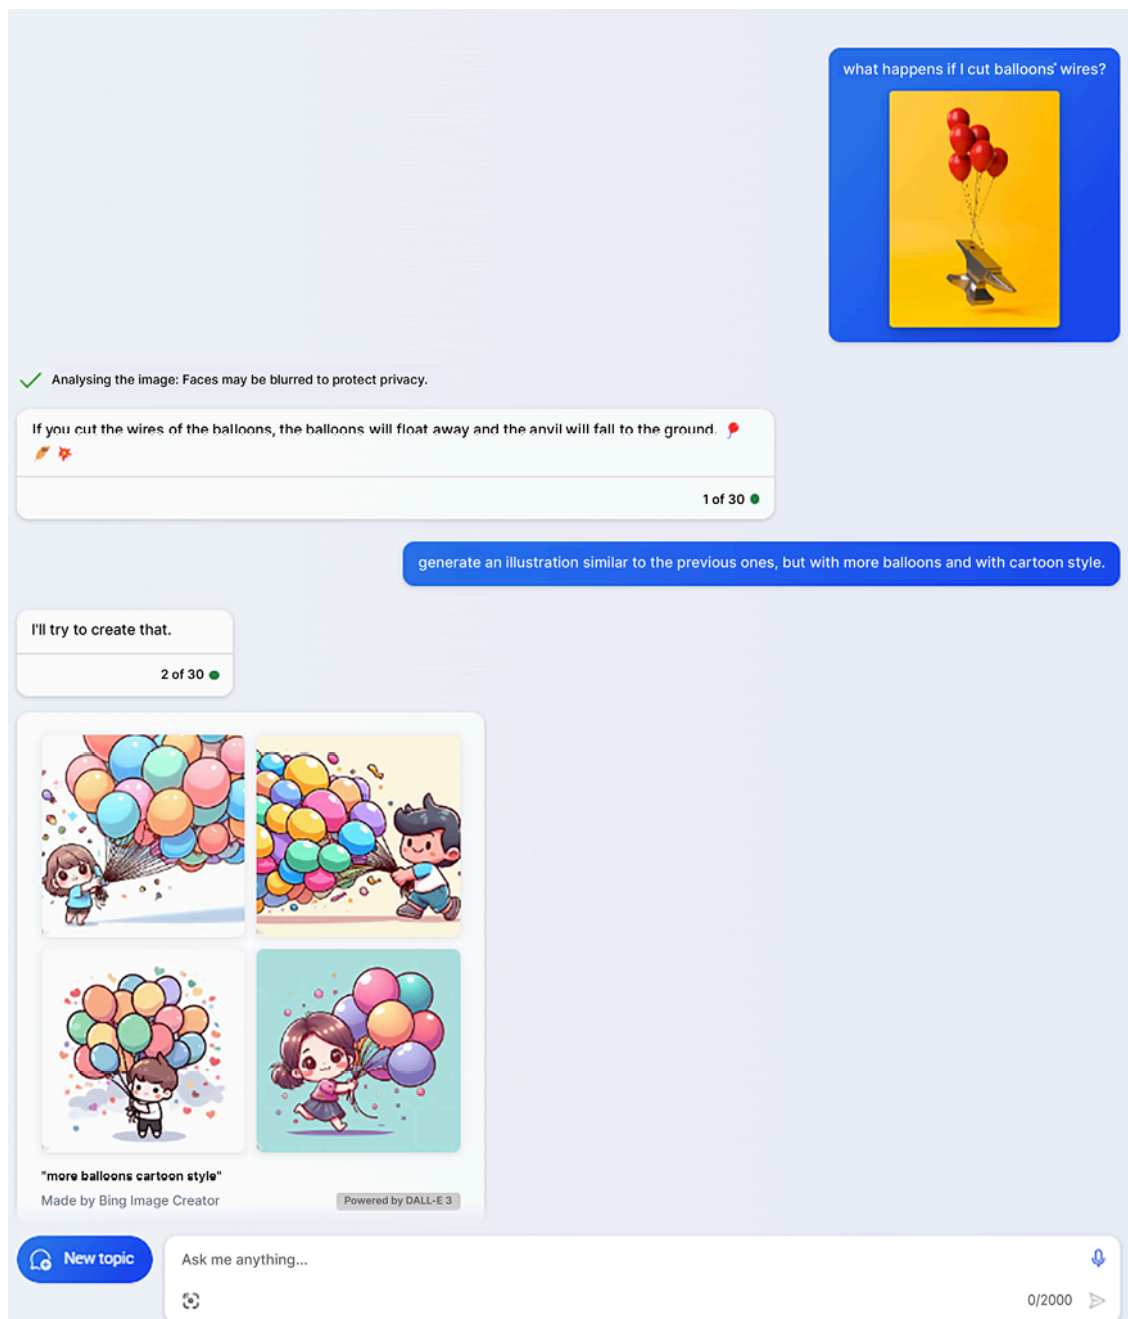 what happens if I cut balloons' wires?
Analysing the image: Faces may be blurred to protect privacy.
If you cut the wires of the balloons, the balloons will float away and the anvil will fall to the ground. 🎈
🪶 💥
1 of 30
generate an illustration similar to the previous ones, but with more balloons and with cartoon style.
I'll try to create that.
2 of 30
"more balloons cartoon style"
Made by Bing Image Creator
Powered by DALL-E 3
New topic
Ask me anything...
0/2000